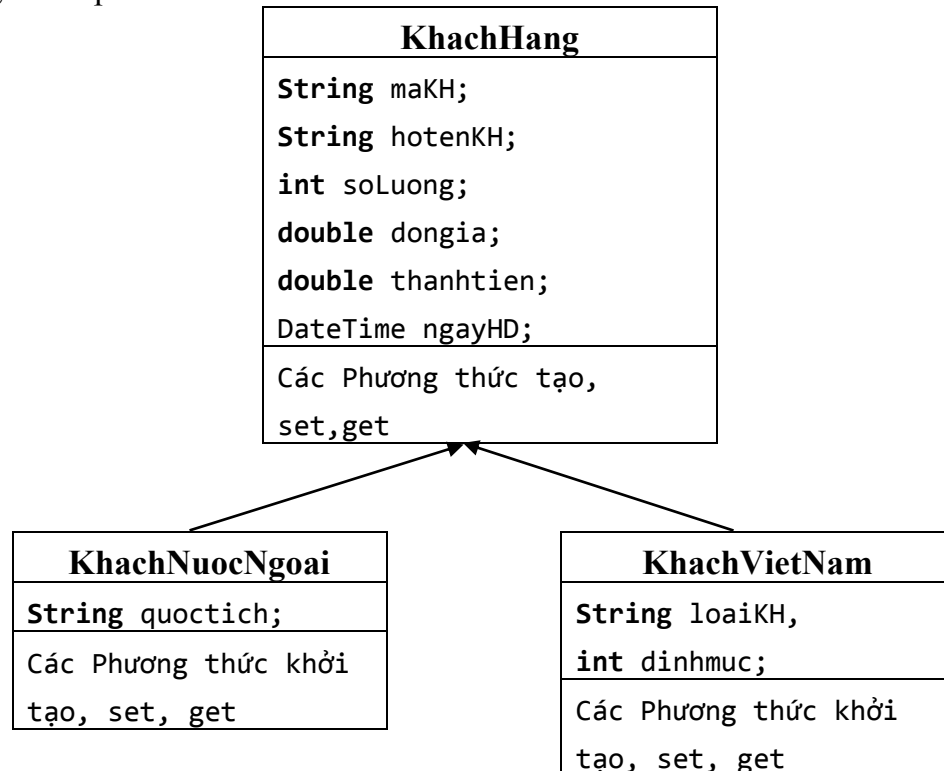 KhachHang
String maKH;
String hotenKH;
int soLuong;
double dongia;
double thanhtien;
DateTime ngayHD;
Các Phương thức tạo,
set,get
KhachNuocNgoai
String quoctich;
Các Phương thức khởi
tạo, set, get
KhachVietNam
String loaiKH,
int dinhmuc;
Các Phương thức khởi
tạo, set, get